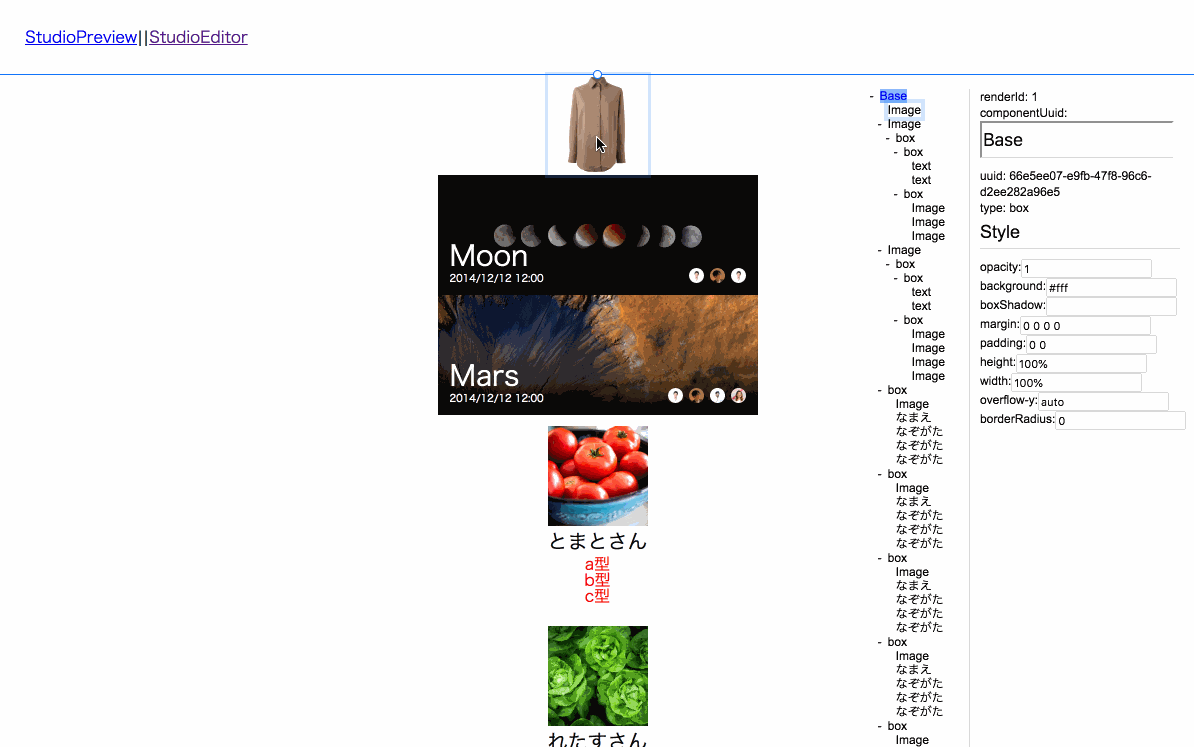 StudioPreview||StudioEditor
Moon
2014/12/12 12:00
Mars
2014/12/12 12:00
とまとさん
a型
b型
c型
れたすさん
- Base
Image
- Image
- box
- box
text
text
- box
Image
Image
Image
- Image
- box
- box
text
text
- box
Image
Image
Image
Image
- box
Image
なまえ
なぞがた
なぞがた
なぞがた
- box
Image
なまえ
なぞがた
なぞがた
なぞがた
- box
Image
なまえ
なぞがた
なぞがた
なぞがた
- box
Image
なまえ
なぞがた
なぞがた
なぞがた
- box
Image
renderId: 1
componentUuid:
Base
uuid: 66e5ee07-e9fb-47f8-96c6-
d2ee282a96e5
type: box
Style
opacity: 1
background: #fff
boxShadow:
margin: 0 0 0 0
padding: 0 0
height: 100%
width: 100%
overflow-y: auto
borderRadius: 0